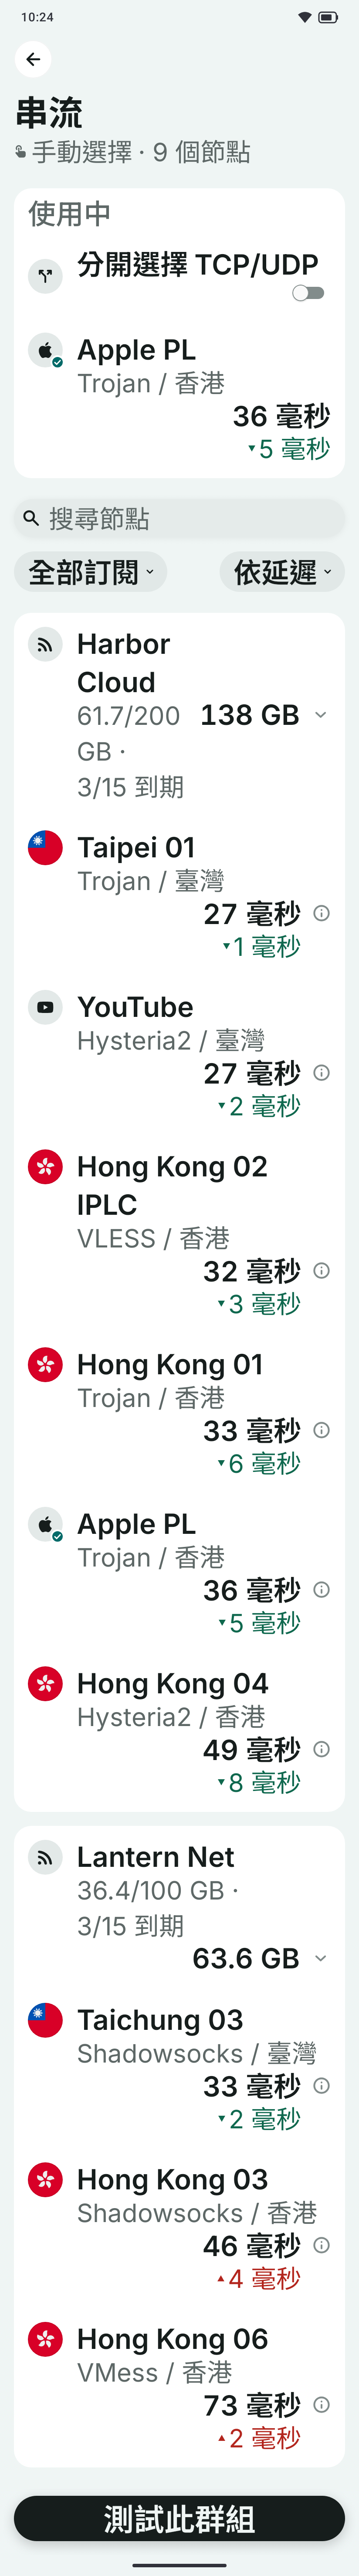 10:24
串流
手動選擇 · 9 個節點
使用中
分開選擇 TCP/UDP
Apple PL
Trojan / 香港
36 毫秒
▼5 毫秒
搜尋節點
全部訂閱
依延遲
Harbor
Cloud
61.7/200
GB ·
3/15 到期
138 GB
Taipei 01
Trojan / 臺灣
27 毫秒
▼1 毫秒
YouTube
Hysteria2 / 臺灣
27 毫秒
▼2 毫秒
Hong Kong 02
IPLC
VLESS / 香港
32 毫秒
▼3 毫秒
Hong Kong 01
Trojan / 香港
33 毫秒
▼6 毫秒
Apple PL
Trojan / 香港
36 毫秒
▼5 毫秒
Hong Kong 04
Hysteria2 / 香港
49 毫秒
▼8 毫秒
Lantern Net
36.4/100 GB ·
3/15 到期
63.6 GB
Taichung 03
Shadowsocks / 臺灣
33 毫秒
▼2 毫秒
Hong Kong 03
Shadowsocks / 香港
46 毫秒
▲4 毫秒
Hong Kong 06
VMess / 香港
73 毫秒
▲2 毫秒
測試此群組